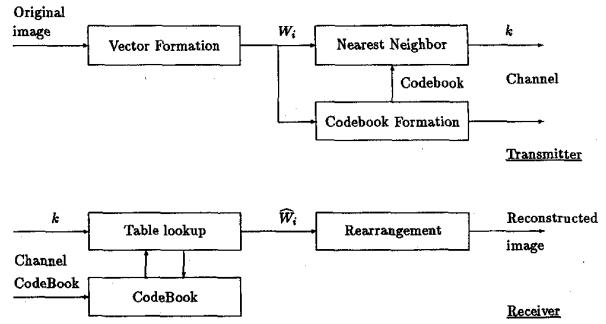 Original
image
Vector Formation
W_i
Nearest Neighbor
k
Codebook
Channel
Codebook Formation
Transmitter
k
Table lookup
Ŵ_i
Rearrangement
Reconstructed
image
Channel
CodeBook
CodeBook
Receiver